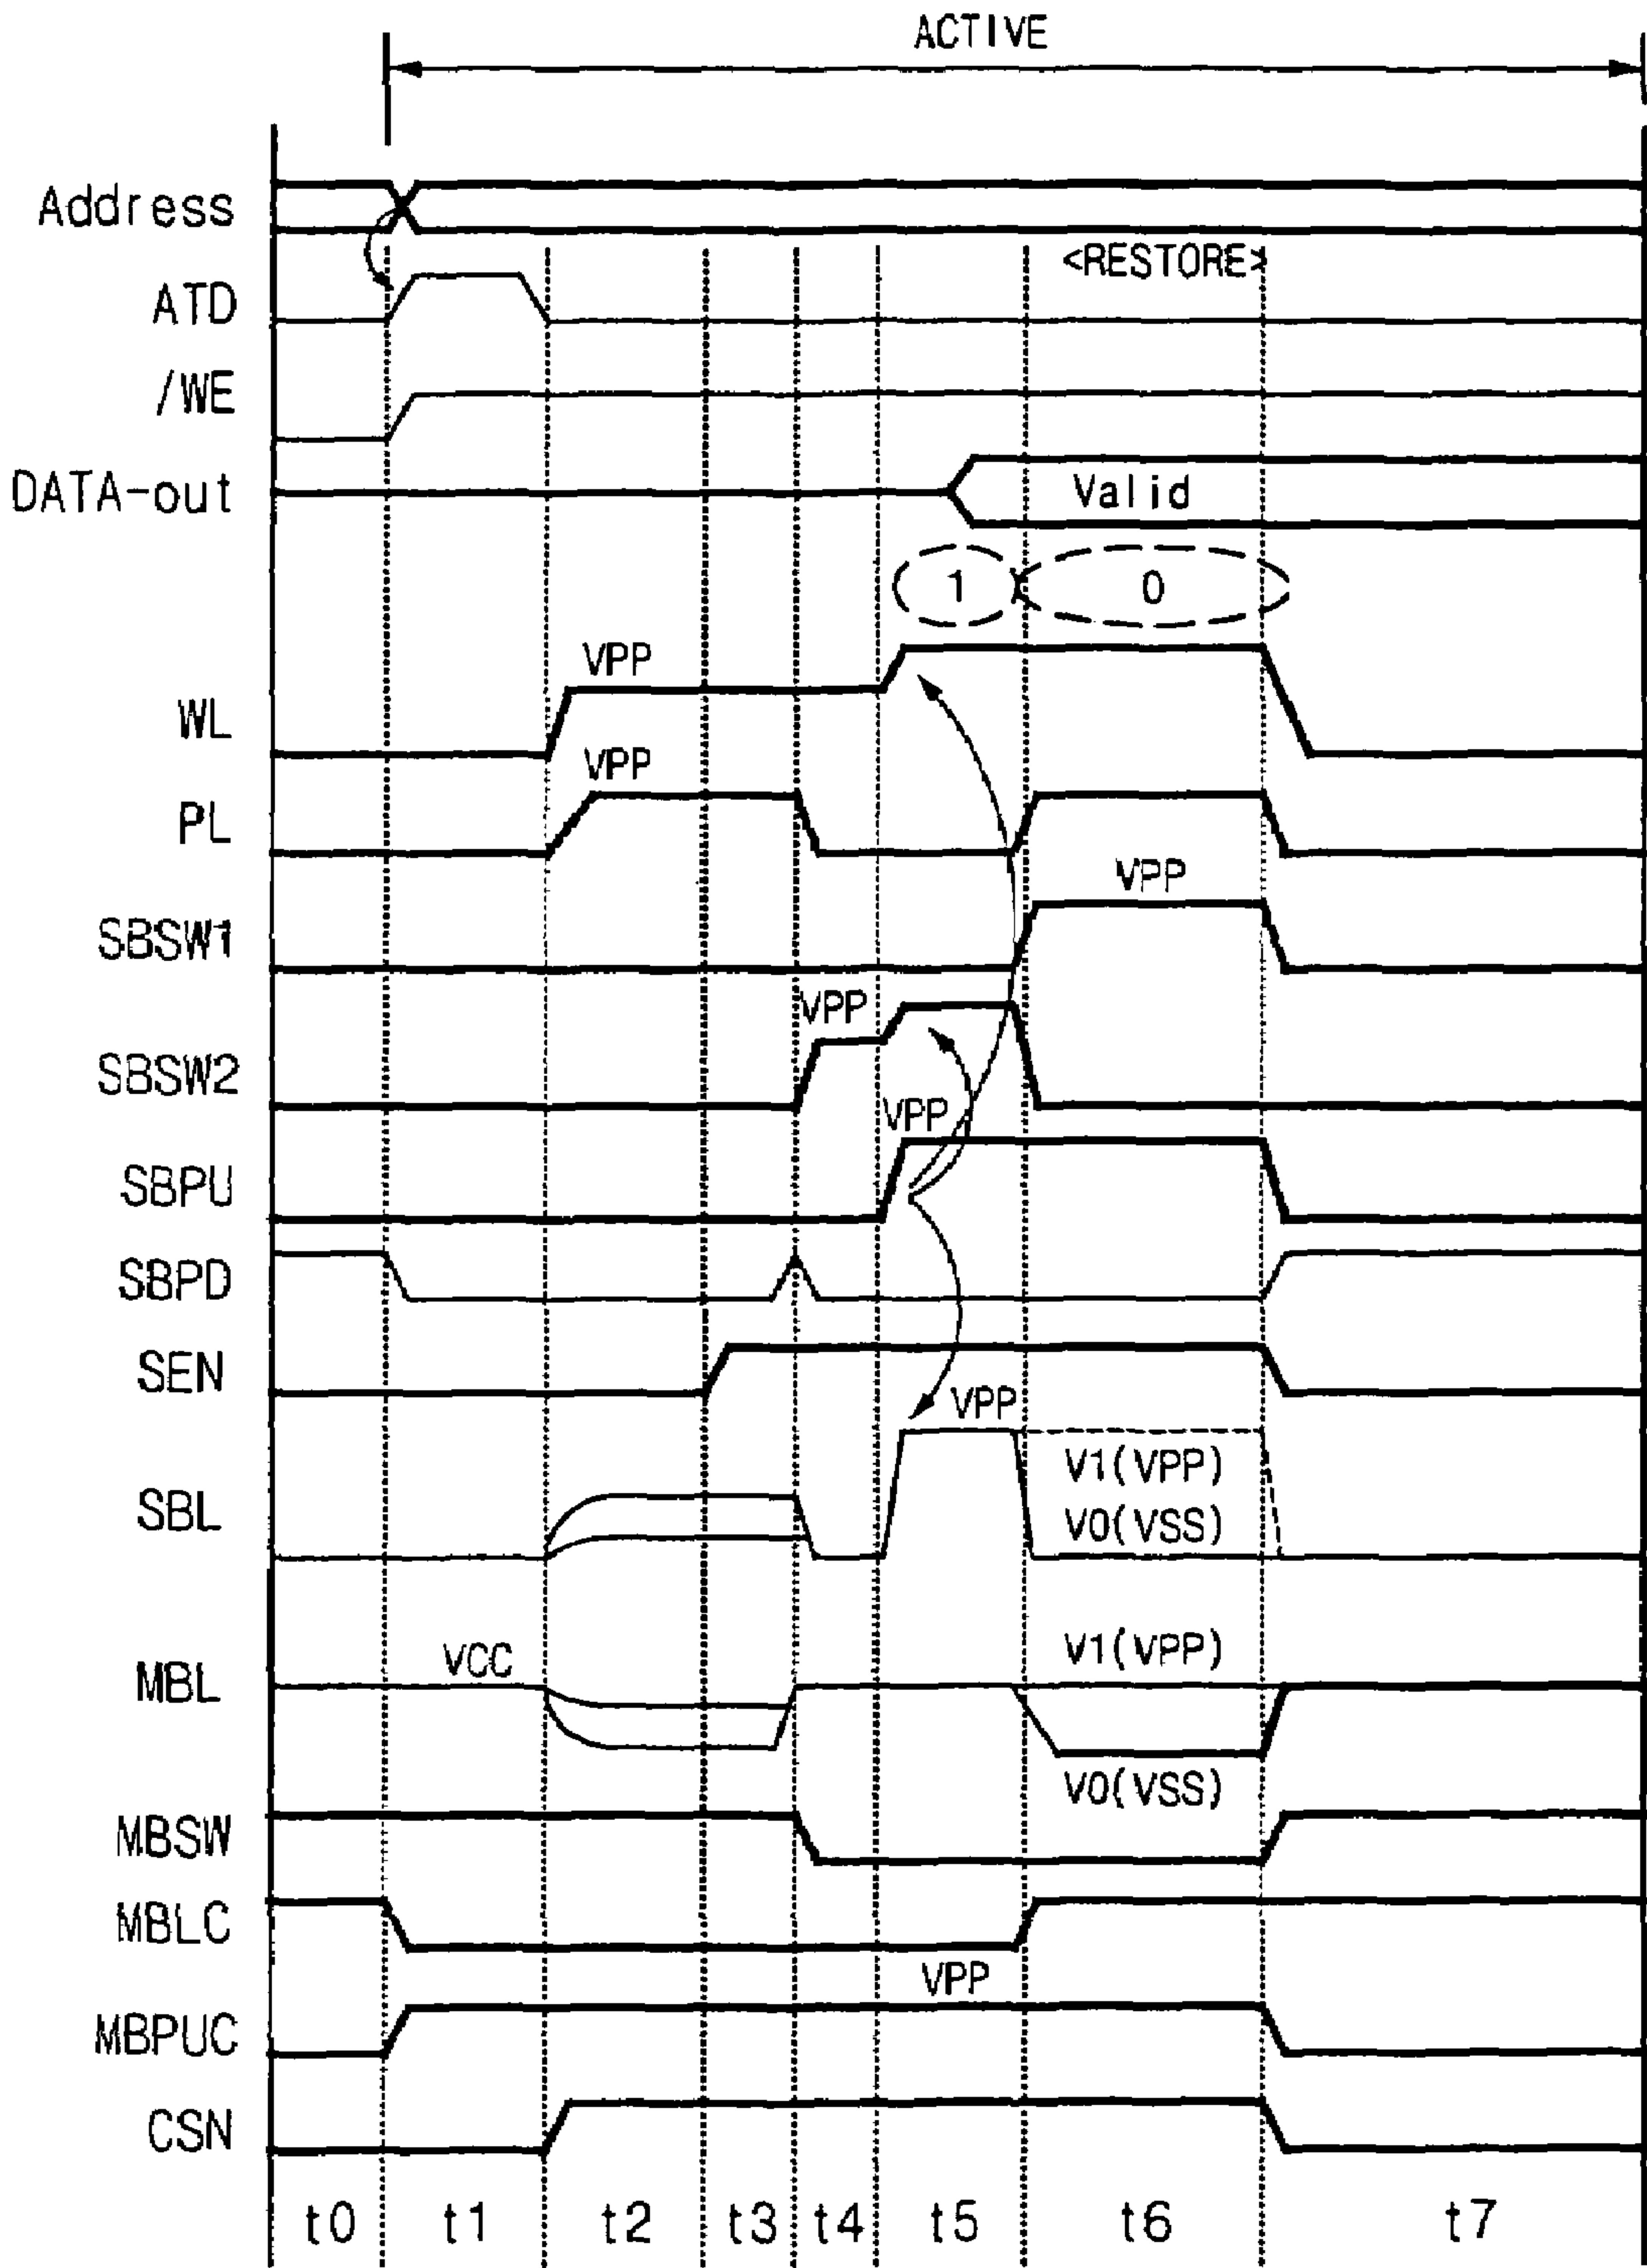 ACTIVE
Address
<RESTORE>
ATD
/WE
DATA-out Valid
1 0
VPP
WL
VPP
PL
VPP
SBSW1
VPP
SBSW2
VPP
SBPU
SBPD
SEN
VPP
V1(VPP)
SBL V0(VSS)
VCC V1(VPP)
MBL
V0(VSS)
MBSW
MBLC
VPP
MBPUC
CSN
t0 t1 t2 t3 t4 t5 t6 t7